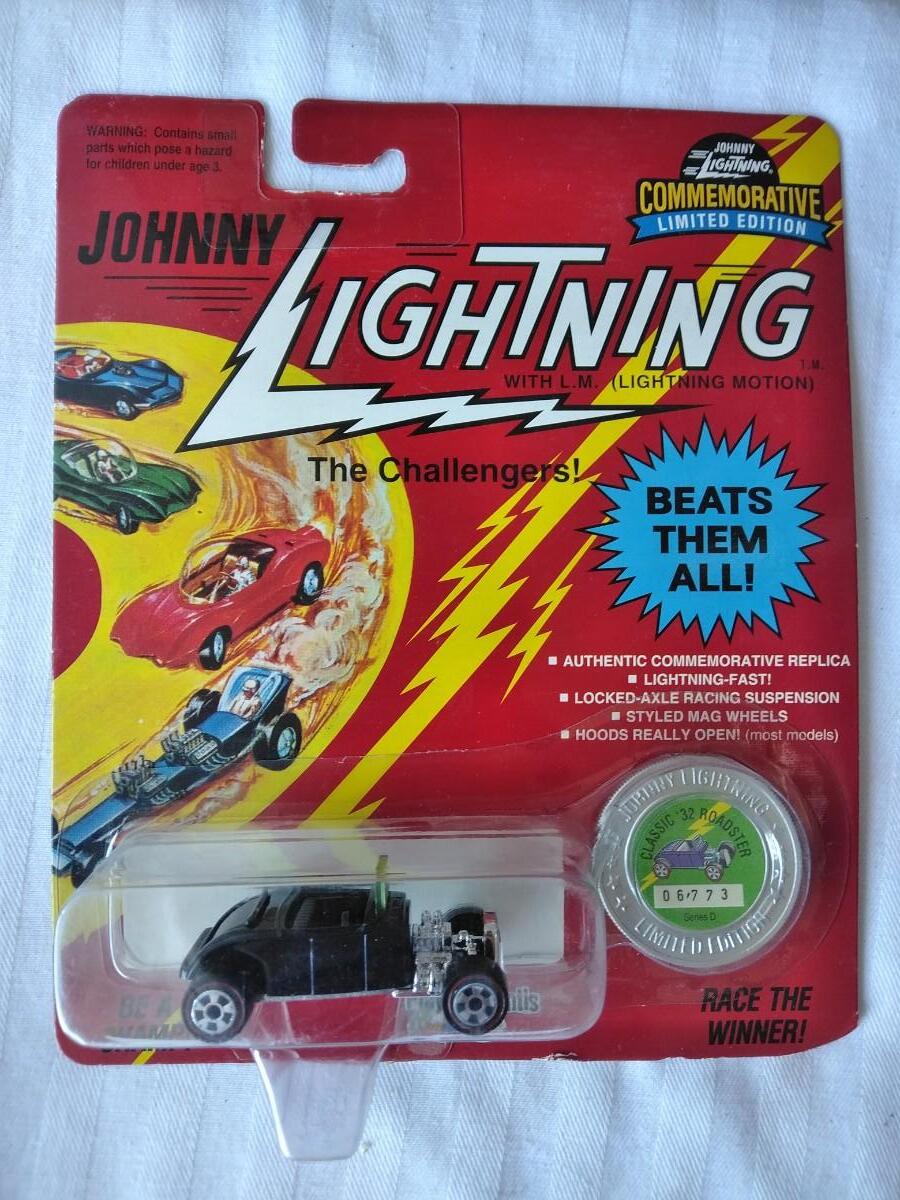 WARNING: Contains small
parts which pose a hazard
for children under age 3.
JOHNNY
LIGHTNING®
COMMEMORATIVE
LIMITED EDITION
JOHNNY
LIGHTNING
T.M.
WITH L.M. (LIGHTNING MOTION)
The Challengers!
BEATS
THEM
ALL!
■ AUTHENTIC COMMEMORATIVE REPLICA
■ LIGHTNING-FAST!
■ LOCKED-AXLE RACING SUSPENSION
■ STYLED MAG WHEELS
■ HOODS REALLY OPEN! (most models)
JOHNNY LIGHTNING
CLASSIC '32 ROADSTER
06773
Series D
LIMITED EDITION
BE A
RACE THE
WINNER!